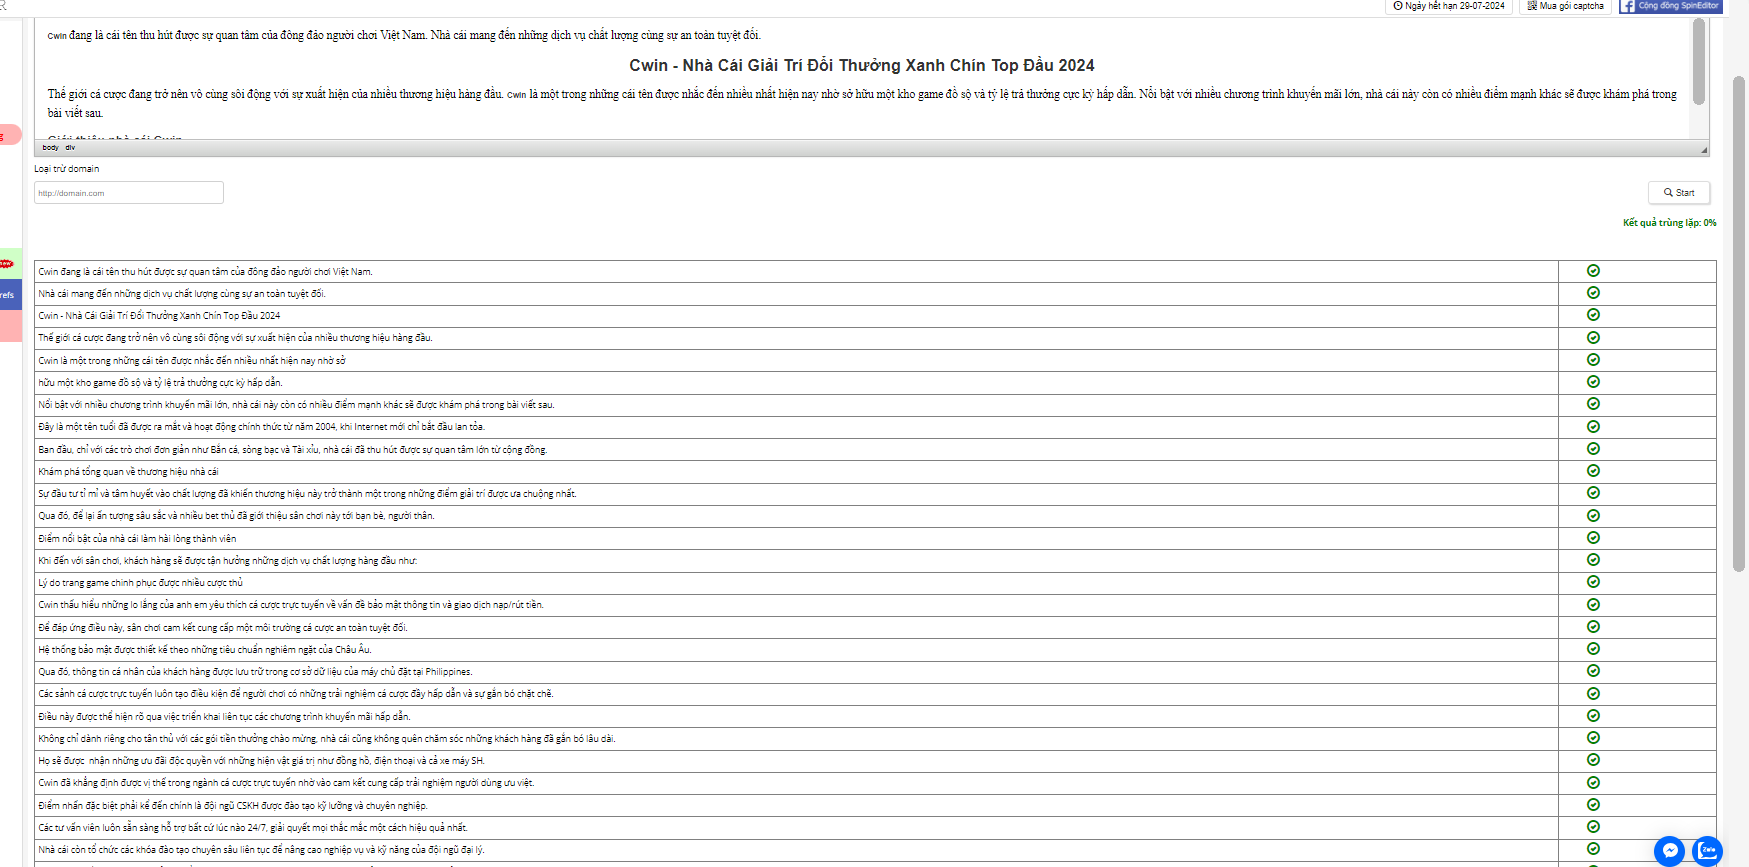 R
Ngày hết hạn 29-07-2024
Mua gói captcha
Cộng đồng SpinEditor
Cwin đang là cái tên thu hút được sự quan tâm của đông đảo người chơi Việt Nam. Nhà cái mang đến những dịch vụ chất lượng cùng sự an toàn tuyệt đối.
Cwin - Nhà Cái Giải Trí Đổi Thưởng Xanh Chín Top Đầu 2024
Thế giới cá cược đang trở nên vô cùng sôi động với sự xuất hiện của nhiều thương hiệu hàng đầu. Cwin là một trong những cái tên được nhắc đến nhiều nhất hiện nay nhờ sở hữu một kho game đồ sộ và tỷ lệ trả thưởng cực kỳ hấp dẫn. Nổi bật với nhiều chương trình khuyến mãi lớn, nhà cái này còn có nhiều điểm mạnh khác sẽ được khám phá trong
bài viết sau.
Giới thiệu nhà cái Cwin
body div
Loại trừ domain
http://domain.com
Start
Kết quả trùng lặp: 0%
new
refs
Cwin đang là cái tên thu hút được sự quan tâm của đông đảo người chơi Việt Nam.
Nhà cái mang đến những dịch vụ chất lượng cùng sự an toàn tuyệt đối.
Cwin - Nhà Cái Giải Trí Đổi Thưởng Xanh Chín Top Đầu 2024
Thế giới cá cược đang trở nên vô cùng sôi động với sự xuất hiện của nhiều thương hiệu hàng đầu.
Cwin là một trong những cái tên được nhắc đến nhiều nhất hiện nay nhờ sở
hữu một kho game đồ sộ và tỷ lệ trả thưởng cực kỳ hấp dẫn.
Nổi bật với nhiều chương trình khuyến mãi lớn, nhà cái này còn có nhiều điểm mạnh khác sẽ được khám phá trong bài viết sau.
Đây là một tên tuổi đã được ra mắt và hoạt động chính thức từ năm 2004, khi Internet mới chỉ bắt đầu lan tỏa.
Ban đầu, chỉ với các trò chơi đơn giản như Bắn cá, sòng bạc và Tài xỉu, nhà cái đã thu hút được sự quan tâm lớn từ cộng đồng.
Khám phá tổng quan về thương hiệu nhà cái
Sự đầu tư tỉ mỉ và tâm huyết vào chất lượng đã khiến thương hiệu này trở thành một trong những điểm giải trí được ưa chuộng nhất.
Qua đó, để lại ấn tượng sâu sắc và nhiều bet thủ đã giới thiệu sân chơi này tới bạn bè, người thân.
Điểm nổi bật của nhà cái làm hài lòng thành viên
Khi đến với sân chơi, khách hàng sẽ được tận hưởng những dịch vụ chất lượng hàng đầu như:
Lý do trang game chinh phục được nhiều cược thủ
Cwin thấu hiểu những lo lắng của anh em yêu thích cá cược trực tuyến về vấn đề bảo mật thông tin và giao dịch nạp/rút tiền.
Để đáp ứng điều này, sân chơi cam kết cung cấp một môi trường cá cược an toàn tuyệt đối.
Hệ thống bảo mật được thiết kế theo những tiêu chuẩn nghiêm ngặt của Châu Âu.
Qua đó, thông tin cá nhân của khách hàng được lưu trữ trong cơ sở dữ liệu của máy chủ đặt tại Philippines.
Các sảnh cá cược trực tuyến luôn tạo điều kiện để người chơi có những trải nghiệm cá cược đầy hấp dẫn và sự gắn bó chặt chẽ.
Điều này được thể hiện rõ qua việc triển khai liên tục các chương trình khuyến mãi hấp dẫn.
Không chỉ dành riêng cho tân thủ với các gói tiền thưởng chào mừng, nhà cái cũng không quên chăm sóc những khách hàng đã gắn bó lâu dài.
Họ sẽ được nhận những ưu đãi độc quyền với những hiện vật giá trị như đồng hồ, điện thoại và cả xe máy SH.
Cwin đã khẳng định được vị thế trong ngành cá cược trực tuyến nhờ vào cam kết cung cấp trải nghiệm người dùng ưu việt.
Điểm nhấn đặc biệt phải kể đến chính là đội ngũ CSKH được đào tạo kỹ lưỡng và chuyên nghiệp.
Các tư vấn viên luôn sẵn sàng hỗ trợ bất cứ lúc nào 24/7, giải quyết mọi thắc mắc một cách hiệu quả nhất.
Nhà cái còn tổ chức các khóa đào tạo chuyên sâu liên tục để nâng cao nghiệp vụ và kỹ năng của đội ngũ đại lý.
Zalo